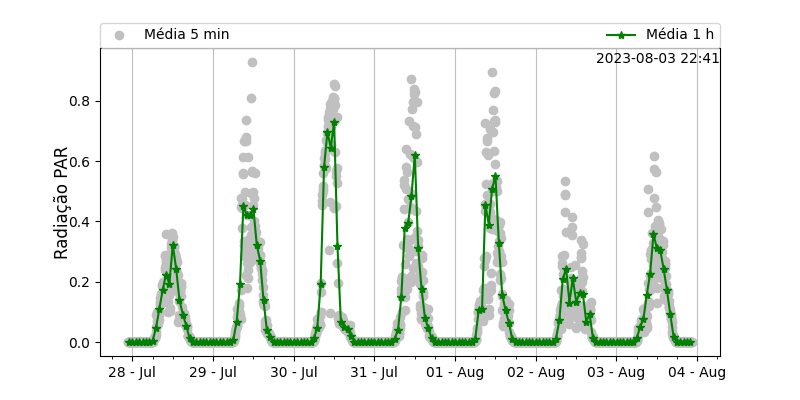 Média 5 min
Média 1 h
2023-08-03 22:41
Radiação PAR
0.8
0.6
0.4
0.2
0.0
28 - Jul
29 - Jul
30 - Jul
31 - Jul
01 - Aug
02 - Aug
03 - Aug
04 - Aug